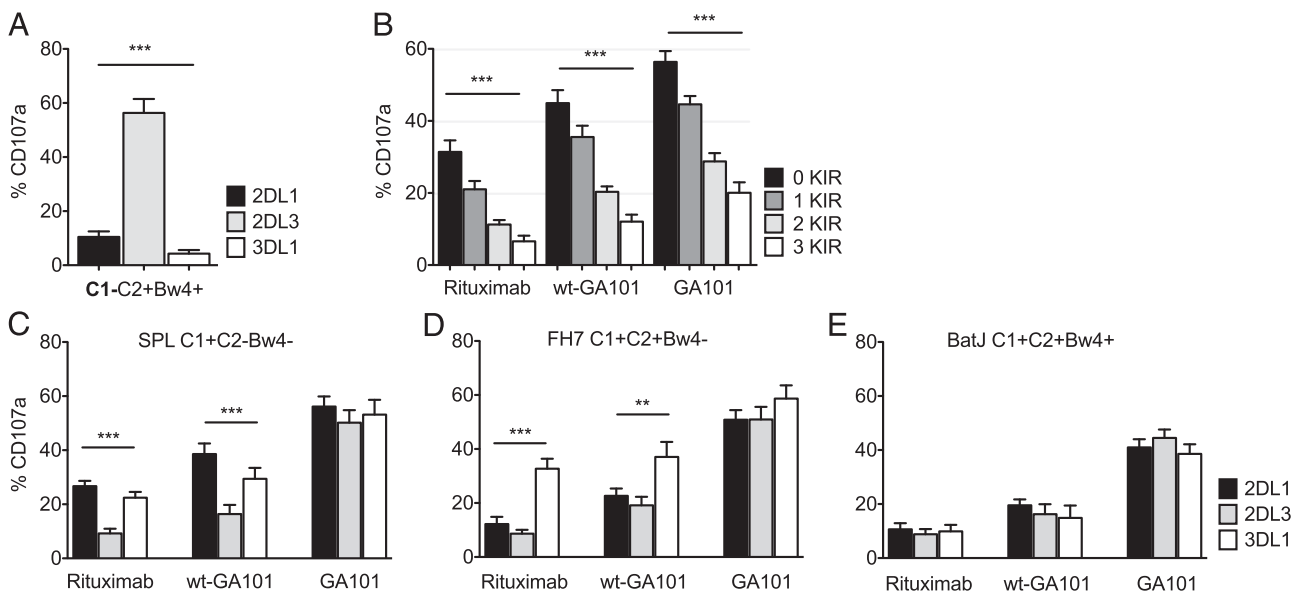 A
% CD107a
80
60
40
20
0
***
C1-C2+Bw4+
2DL1
2DL3
3DL1
B
% CD107a
60
40
20
0
***
***
***
Rituximab
wt-GA101
GA101
0 KIR
1 KIR
2 KIR
3 KIR
C
SPL C1+C2-Bw4-
% CD107a
80
60
40
20
0
***
***
Rituximab
wt-GA101
GA101
D
FH7 C1+C2+Bw4-
80
60
40
20
0
***
**
Rituximab
wt-GA101
GA101
E
BatJ C1+C2+Bw4+
80
60
40
20
0
Rituximab
wt-GA101
GA101
2DL1
2DL3
3DL1